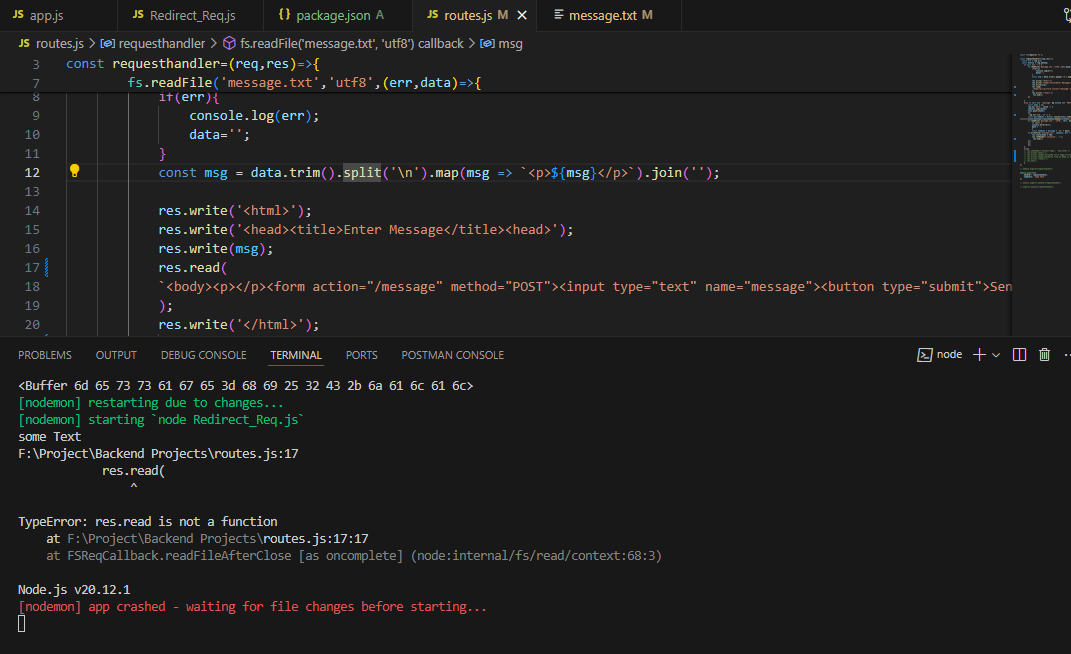 JS app.js JS Redirect_Req.js {} package.json A JS routes.js M × message.txt M
JS routes.js > requesthandler > fs.readFile('message.txt', 'utf8') callback > msg
3 const requesthandler=(req,res)=>{
7 fs.readFile('message.txt','utf8',(err,data)=>{
8 if(err){
9 console.log(err);
10 data='';
11 }
12 const msg = data.trim().split('\n').map(msg => `<p>${msg}</p>`).join('');
13
14 res.write('<html>');
15 res.write('<head><title>Enter Message</title><head>');
16 res.write(msg);
17 res.read(
18 `<body><p></p><form action="/message" method="POST"><input type="text" name="message"><button type="submit">Sen
19 );
20 res.write('</html>');
PROBLEMS OUTPUT DEBUG CONSOLE TERMINAL PORTS POSTMAN CONSOLE node
<Buffer 6d 65 73 73 61 67 65 3d 68 69 25 32 43 2b 6a 61 6c 61 6c>
[nodemon] restarting due to changes...
[nodemon] starting `node Redirect_Req.js`
some Text
F:\Project\Backend Projects\routes.js:17
res.read(
^
TypeError: res.read is not a function
at F:\Project\Backend Projects\routes.js:17:17
at FSReqCallback.readFileAfterClose [as oncomplete] (node:internal/fs/read/context:68:3)
Node.js v20.12.1
[nodemon] app crashed - waiting for file changes before starting...